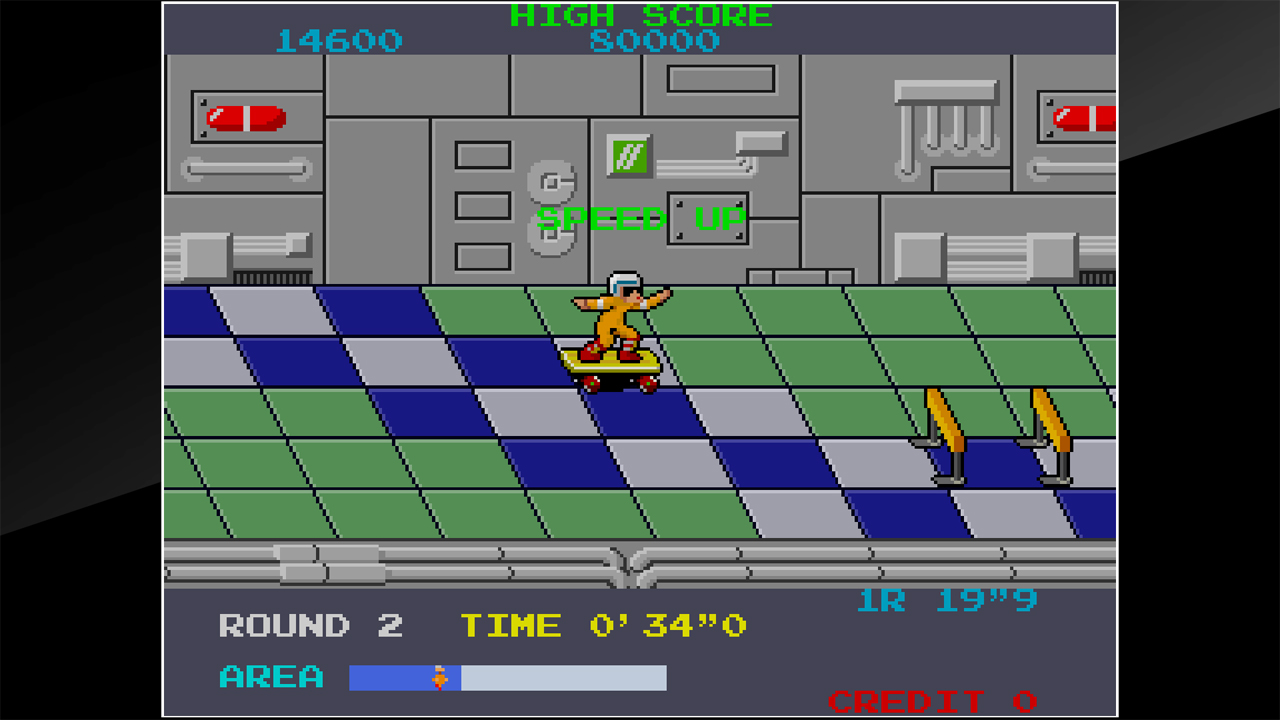 HIGH SCORE
14600 80000
SPEED UP
1R 19"9
ROUND 2 TIME 0'34"0
AREA
CREDIT 0